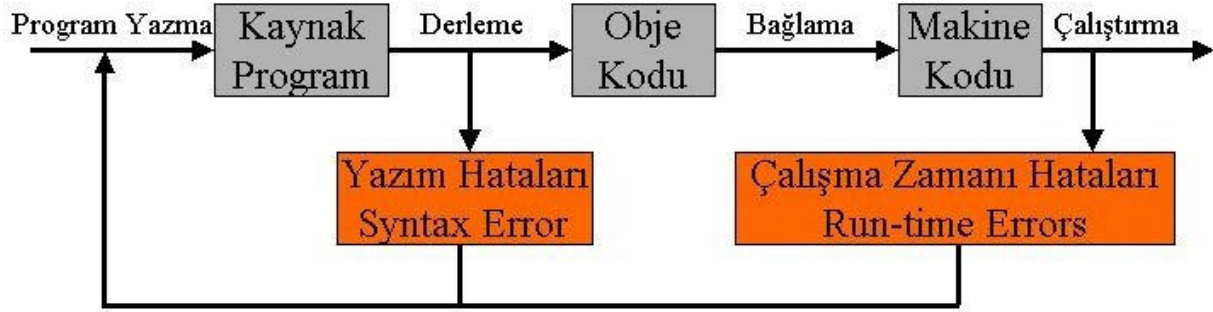 Program Yazma
Kaynak
Program
Derleme
Obje
Kodu
Bağlama
Makine
Kodu
Çalıştırma
Yazım Hataları
Syntax Error
Çalışma Zamanı Hataları
Run-time Errors